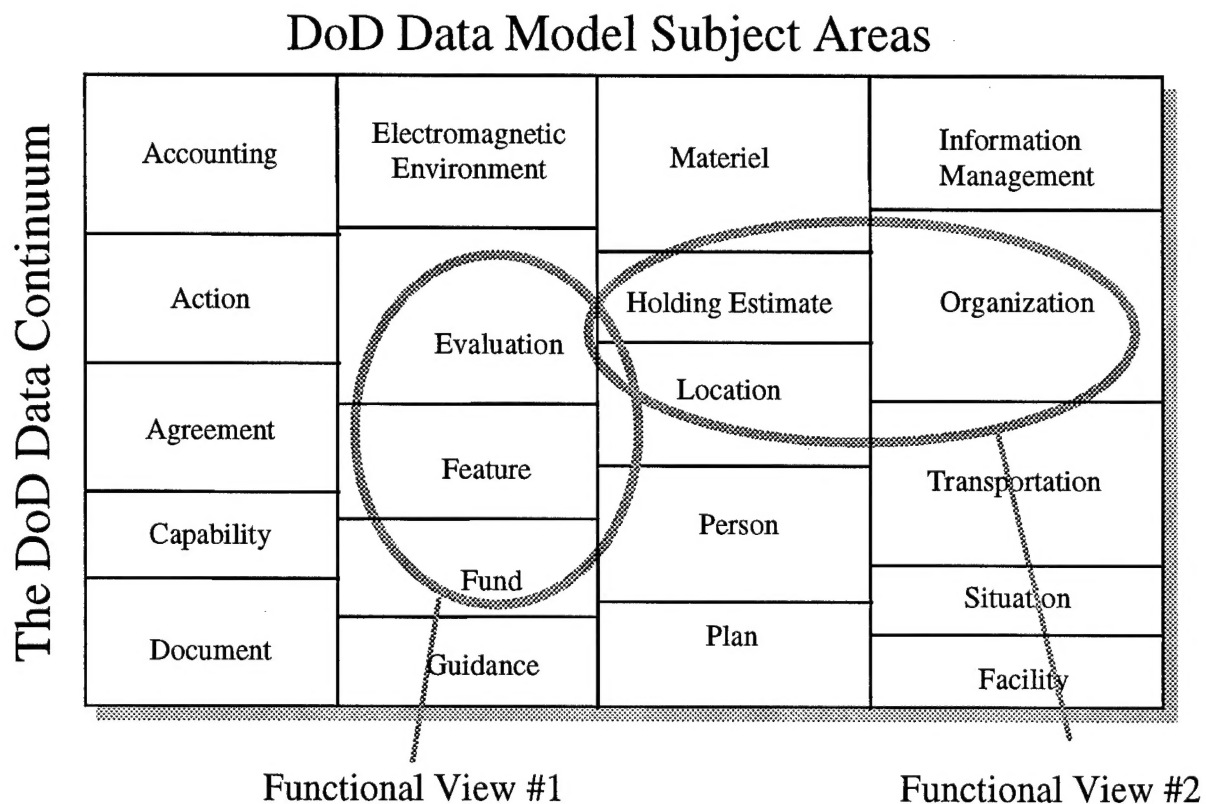 DoD Data Model Subject Areas
The DoD Data Continuum
Accounting
Action
Agreement
Capability
Document
Electromagnetic
Environment
Evaluation
Feature
Fund
Guidance
Materiel
Holding Estimate
Location
Person
Plan
Information
Management
Organization
Transportation
Situation
Facility
Functional View #1
Functional View #2